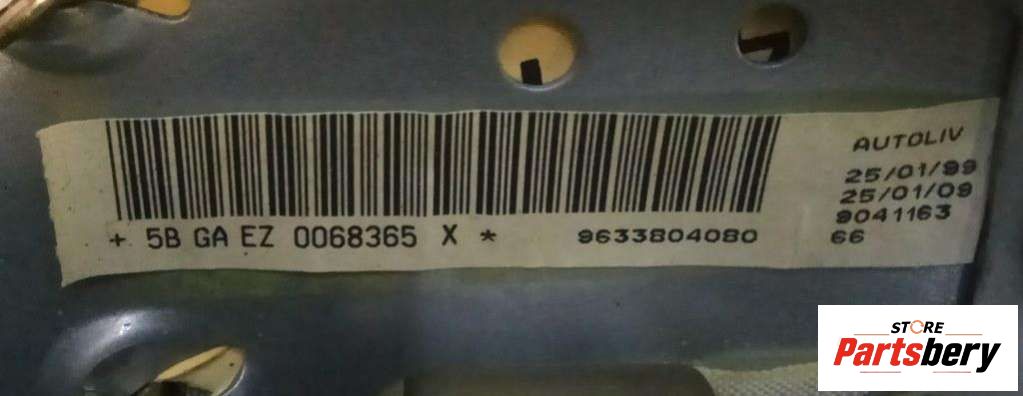 AUTOLIV
25/01/99
25/01/09
9041163
66
+ 5B GA EZ 0068365 X *
9633804080
STORE
Partsbery